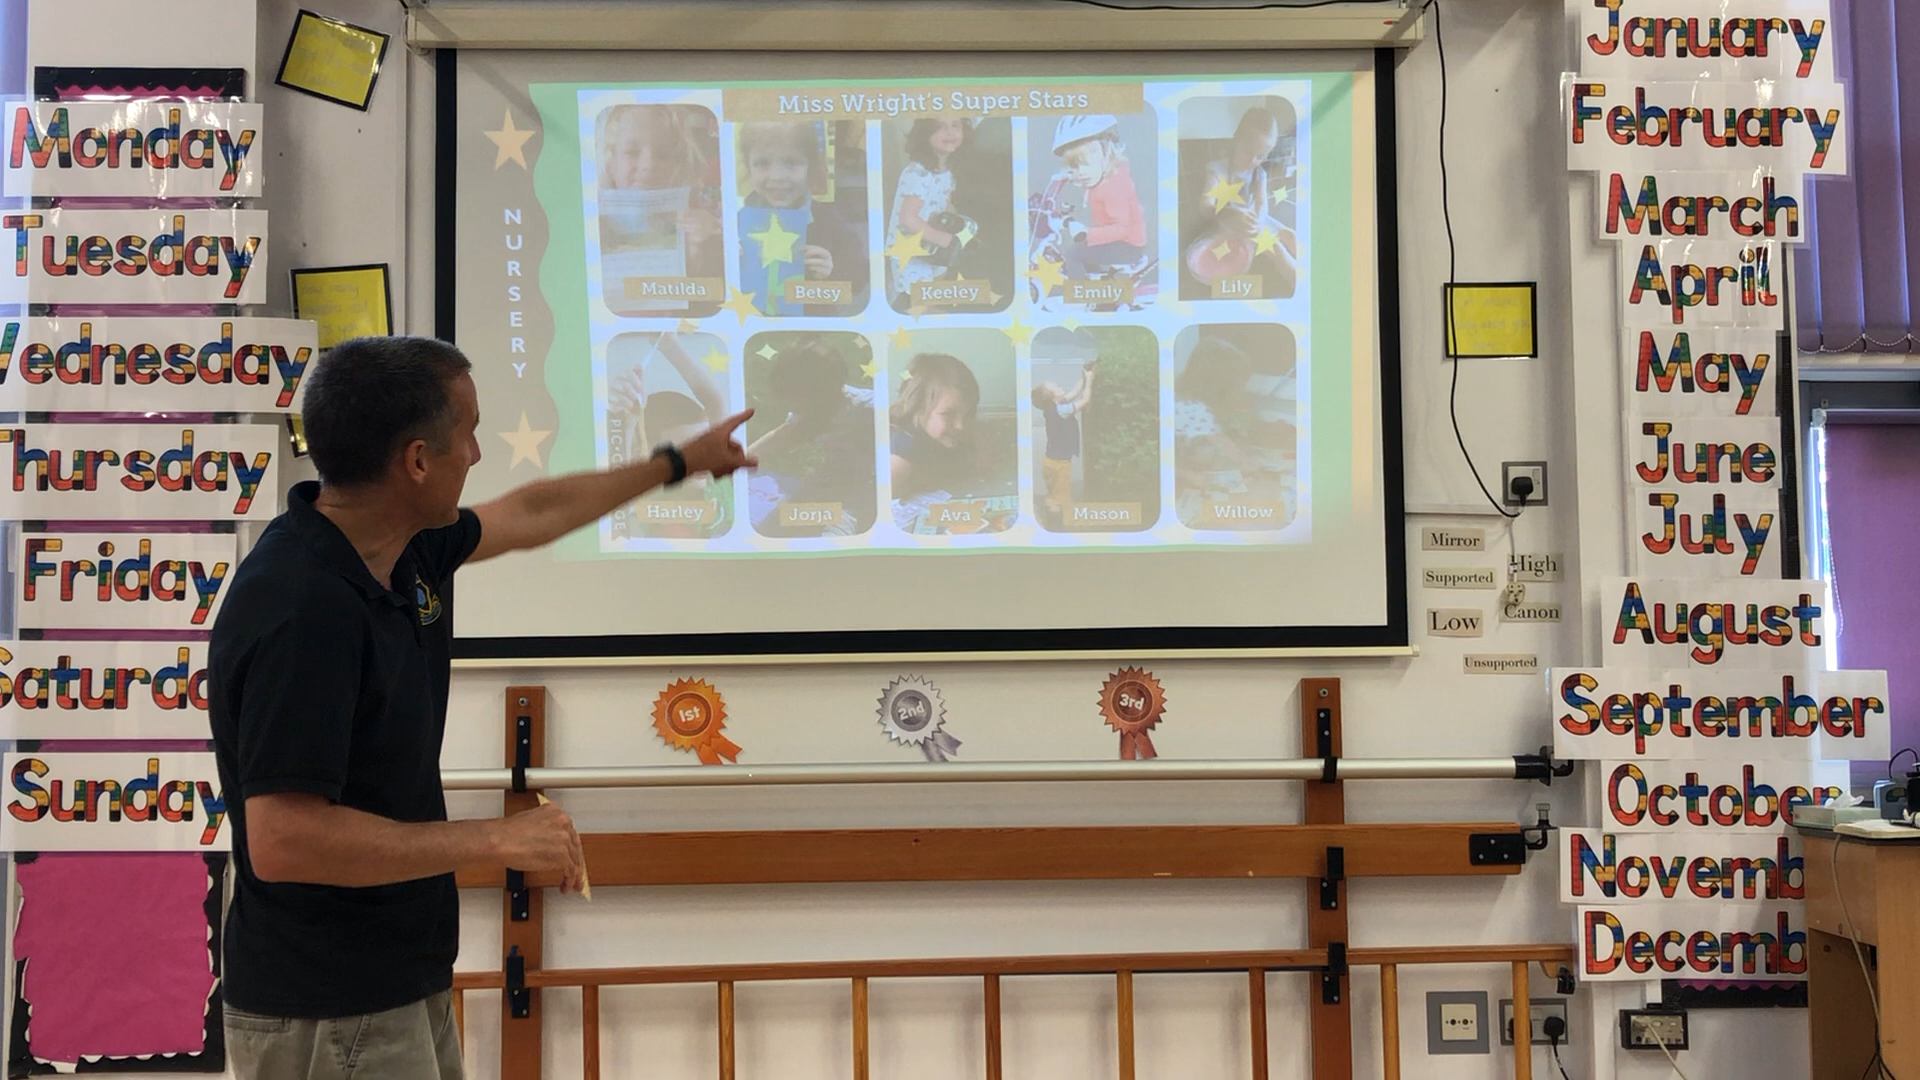 Monday
Tuesday
Wednesday
Thursday
Friday
Saturda
Sunday
NURSERY
Miss Wright's Super Stars
Matilda
Betsy
Keeley
Emily
Lily
Harley
Jorja
Ava
Mason
Willow
1st
2nd
3rd
Mirror
High
Supported
Canon
Low
Unsupported
January
February
March
April
May
June
July
August
September
October
Novemb
Decemb